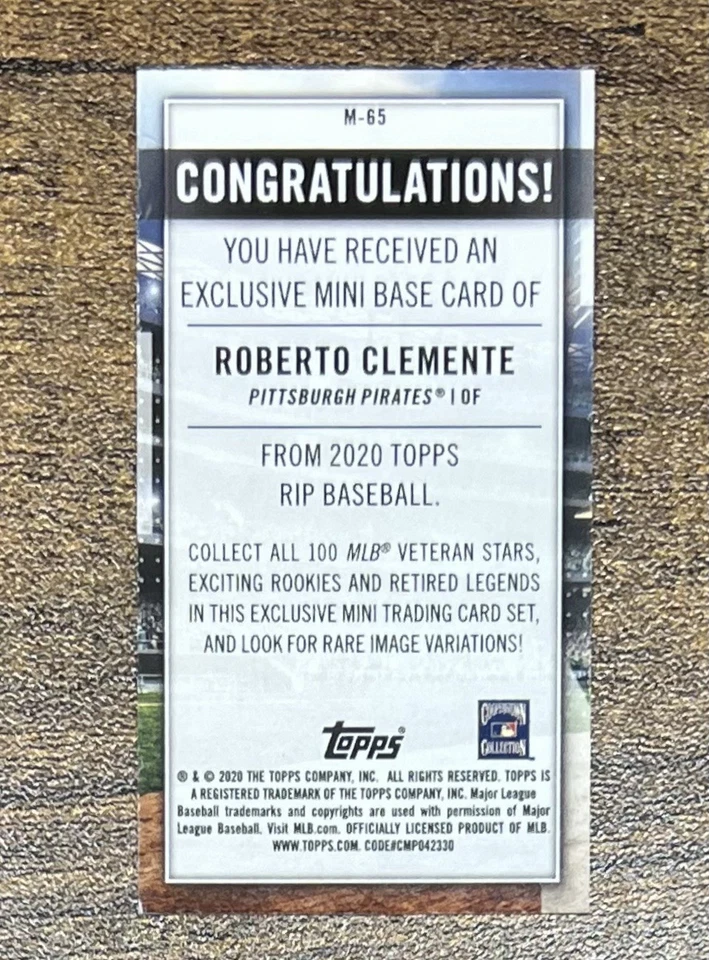 M-65
CONGRATULATIONS!
YOU HAVE RECEIVED AN
EXCLUSIVE MINI BASE CARD OF
ROBERTO CLEMENTE
PITTSBURGH PIRATES® | OF
FROM 2020 TOPPS
RIP BASEBALL.
COLLECT ALL 100 MLB® VETERAN STARS,
EXCITING ROOKIES AND RETIRED LEGENDS
IN THIS EXCLUSIVE MINI TRADING CARD SET,
AND LOOK FOR RARE IMAGE VARIATIONS!
topps®
COOPERSTOWN
COLLECTION
® & © 2020 THE TOPPS COMPANY, INC. ALL RIGHTS RESERVED. TOPPS IS
A REGISTERED TRADEMARK OF THE TOPPS COMPANY, INC. Major League
Baseball trademarks and copyrights are used with permission of Major
League Baseball. Visit MLB.com. OFFICIALLY LICENSED PRODUCT OF MLB.
WWW.TOPPS.COM. CODE#CMP042330